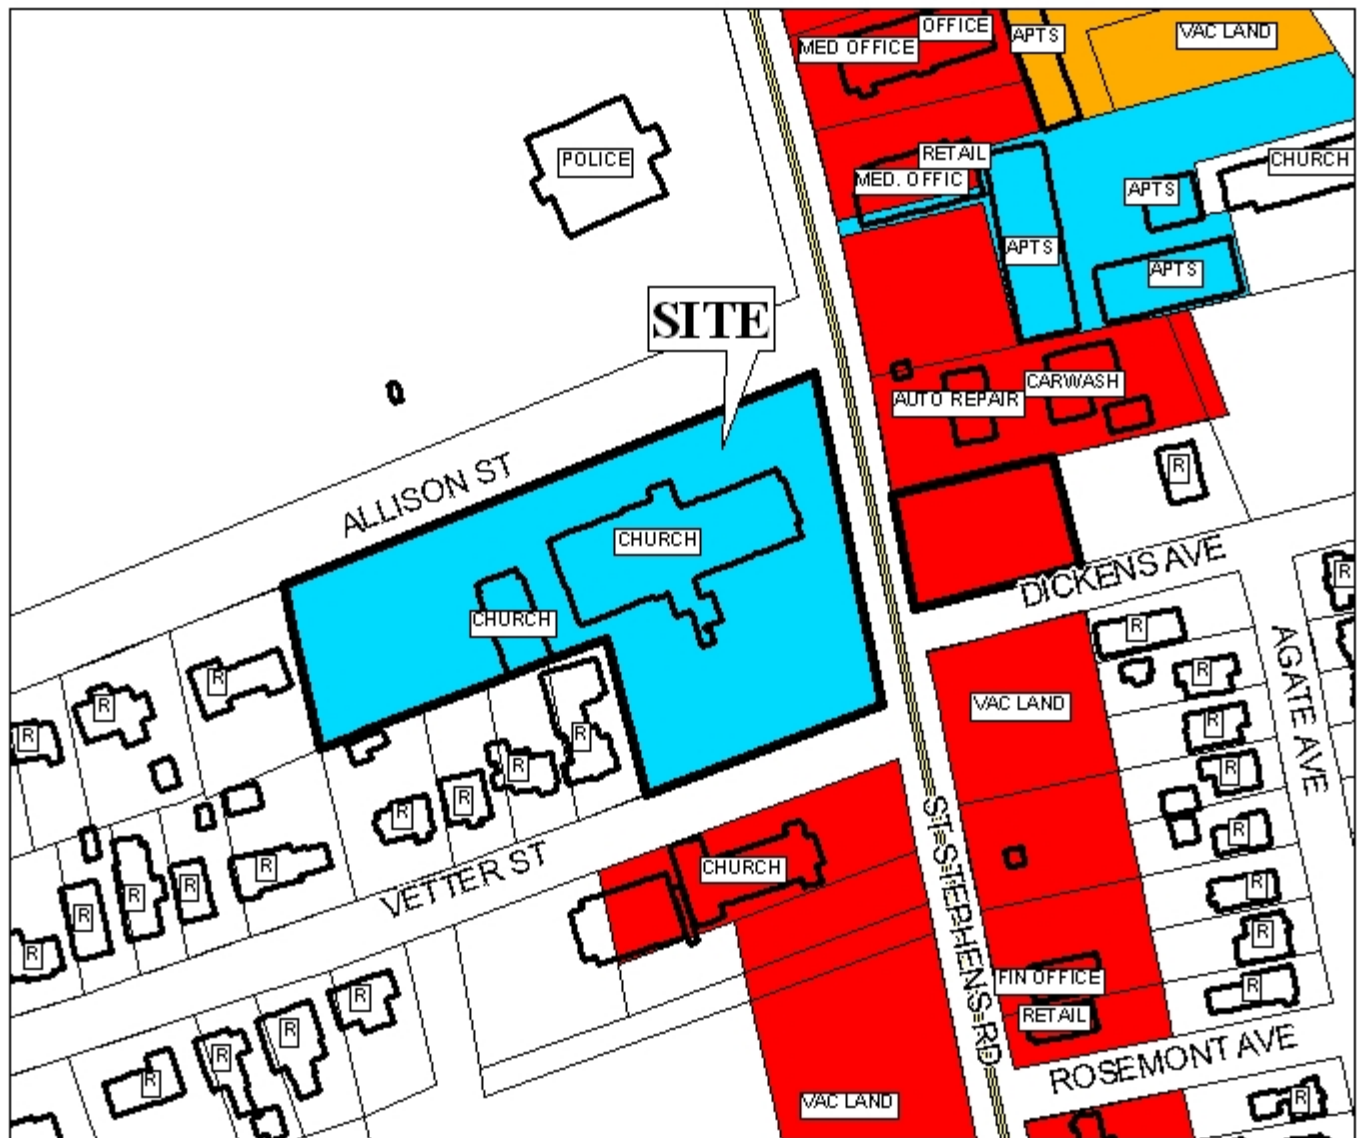 OFFICE
MED OFFICE
APTS
VAC LAND
POLICE
RETAIL
MED. OFFIC
CHURCH
APTS
APTS
APTS
SITE
CARWASH
AUTO REPAIR
ALLISON ST
R
CHURCH
DICKENS AVE
R
CHURCH
R
AGATE AVE
R
R
R
VAC LAND
R
R
R
R
R
R
R
ST STEPHENS RD
R
VETTER ST
R
CHURCH
R
R
R
R
R
R
R
FIN OFFICE
R
R
RETAIL
R
R
R
ROSEMONT AVE
VAC LAND
R